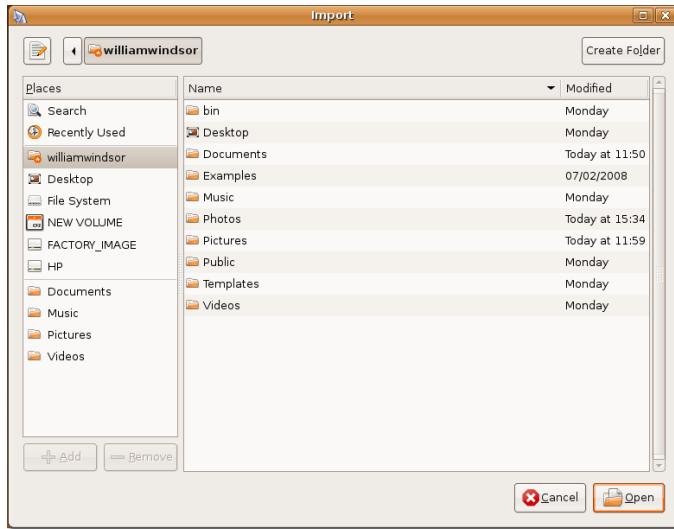 Import
williamwindsor
Create Folder
Places
Search
Recently Used
williamwindsor
Desktop
File System
NEW VOLUME
FACTORY_IMAGE
HP
Documents
Music
Pictures
Videos
Add Remove
Name Modified
bin Monday
Desktop Monday
Documents Today at 11:50
Examples 07/02/2008
Music Monday
Photos Today at 15:34
Pictures Today at 11:59
Public Monday
Templates Monday
Videos Monday
Cancel Open